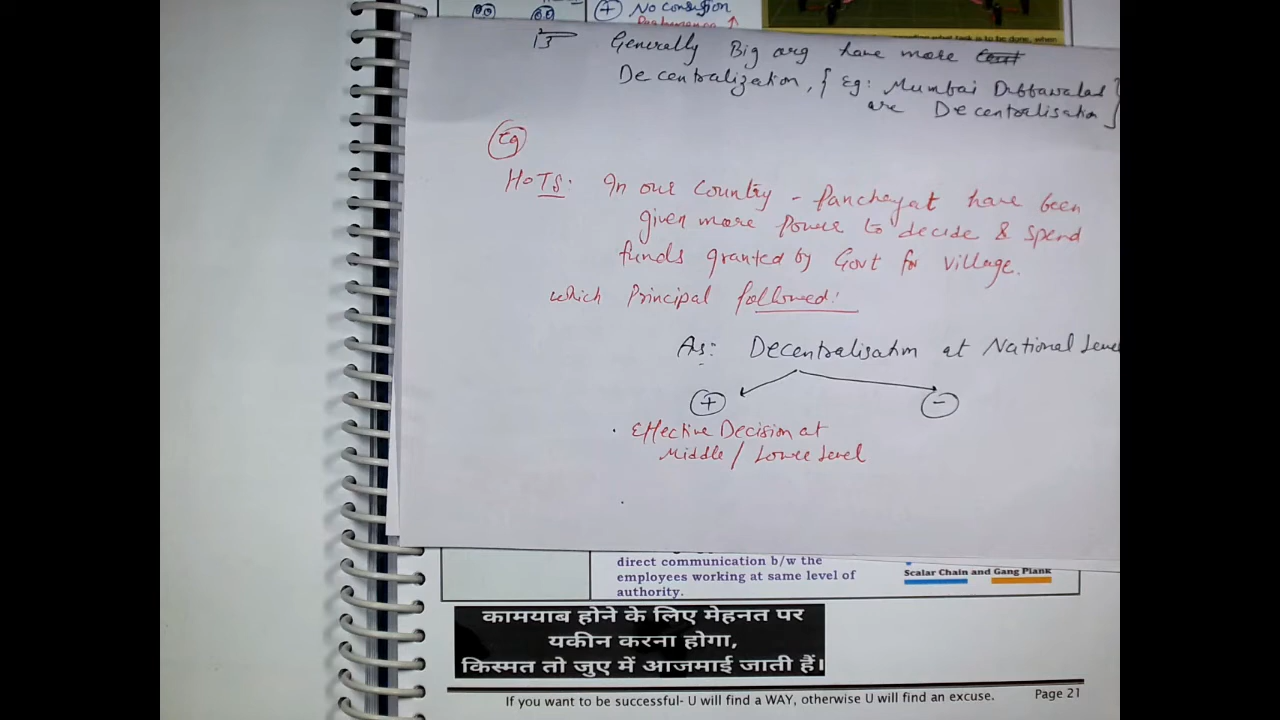 + No consusion
Generally Big org have more
Decentralization, { Eg: Mumbai Dabbawalas
are Decentralisation }
Eg
HOTS: In our Country - Panchayat have been
given more Power to decide & spend
funds granted by Govt for village.
which Principal followed:
As: Decentralisation at National Level
+ -
. Effective Decision at
Middle / Lower level
direct communication b/w the
employees working at same level of
authority.
Scalar Chain and Gang Plank
कामयाब होने के लिए मेहनत पर
यकीन करना होगा,
किस्मत तो जुए में आजमाई जाती हैं।
If you want to be successful- U will find a WAY, otherwise U will find an excuse. Page 21